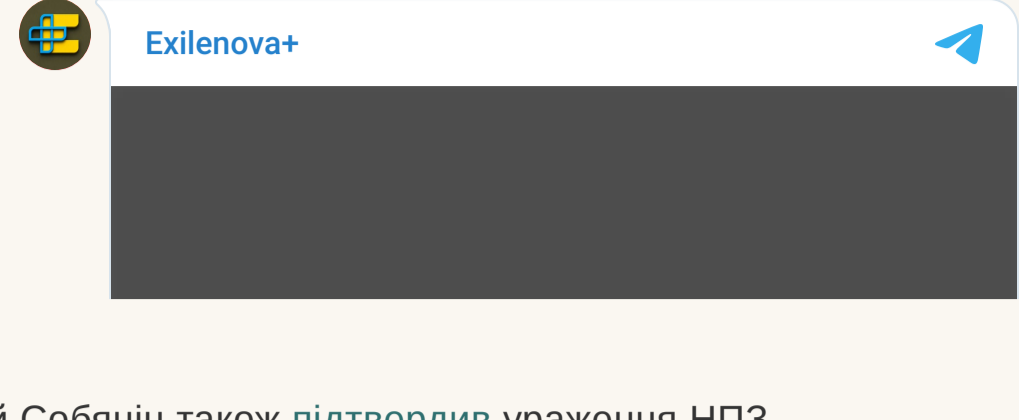 Exilenova+
й Собянін також підтвердив ураження НПЗ